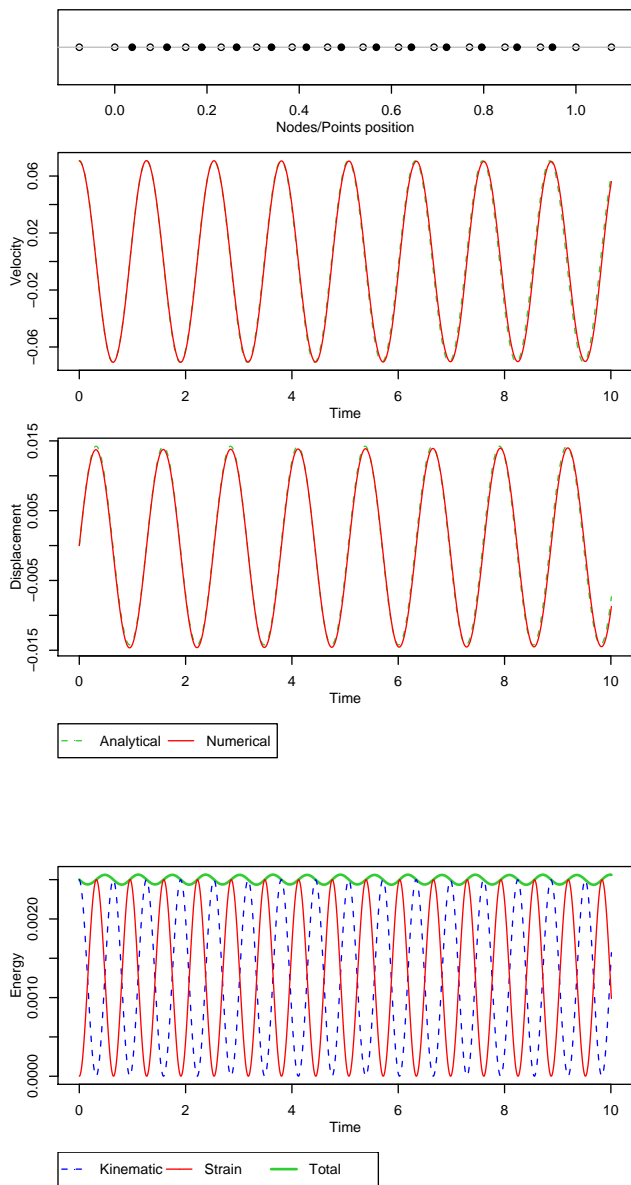 0.0 0.2 0.4 0.6 0.8 1.0
Nodes/Points position
Velocity
0.06
0.02
−0.02
−0.06
0 2 4 6 8 10
Time
Displacement
0.015
0.005
−0.005
−0.015
0 2 4 6 8 10
Time
Analytical Numerical
Energy
0.0020
0.0010
0.0000
0 2 4 6 8 10
Time
Kinematic Strain Total